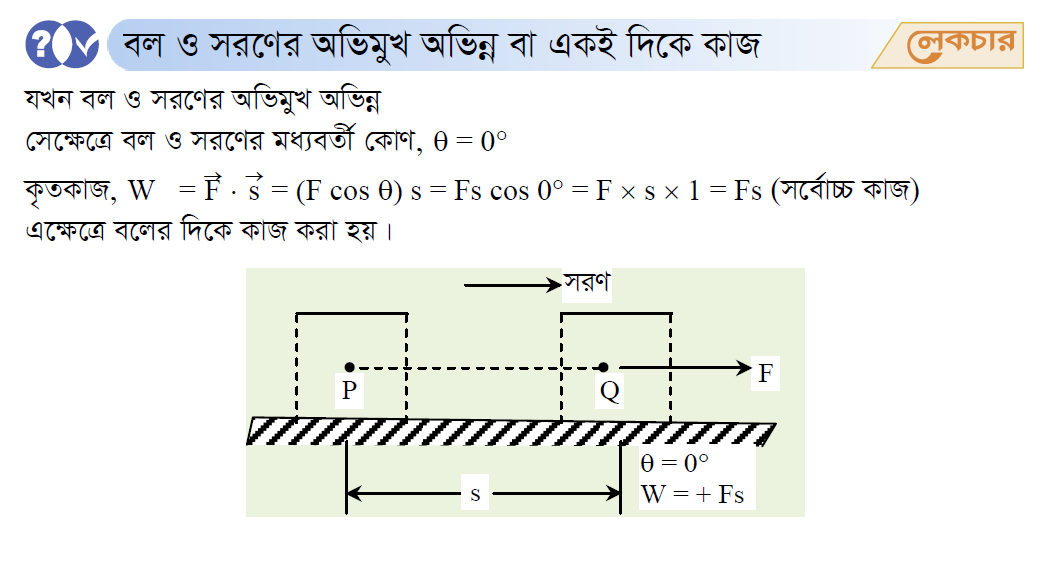 বল ও সরণের অভিমুখ অভিন্ন বা একই দিকে কাজ
লেকচার
যখন বল ও সরণের অভিমুখ অভিন্ন
সেক্ষেত্রে বল ও সরণের মধ্যবর্তী কোণ, θ = 0°
কৃতকাজ, W = F⃗ · s⃗ = (F cos θ) s = Fs cos 0° = F × s × 1 = Fs (সর্বোচ্চ কাজ)
এক্ষেত্রে বলের দিকে কাজ করা হয়।
সরণ
P
Q
F
θ = 0°
s
W = + Fs